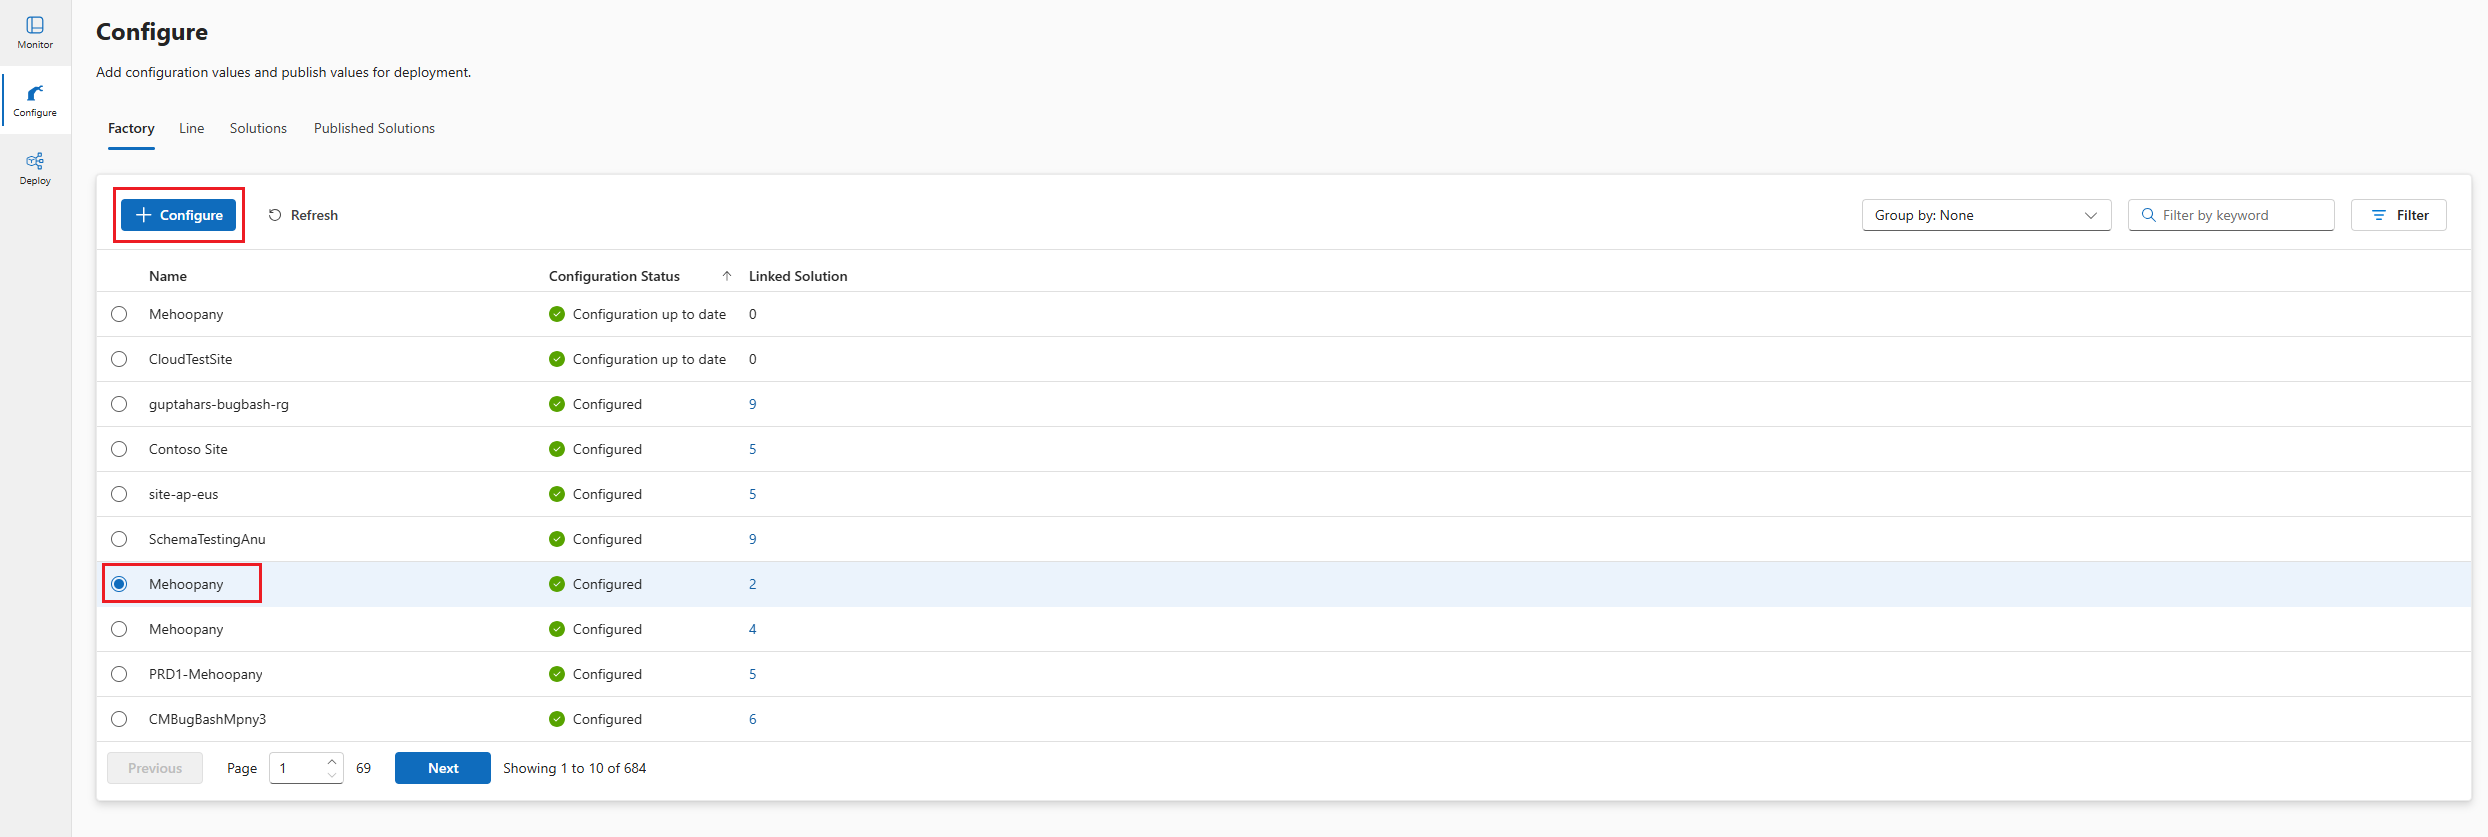 Monitor
Configure
Deploy
Configure
Add configuration values and publish values for deployment.
Factory Line Solutions Published Solutions
Configure Refresh Group by: None Filter by keyword Filter
Name Configuration Status Linked Solution
Mehoopany Configuration up to date 0
CloudTestSite Configuration up to date 0
guptahars-bugbash-rg Configured 9
Contoso Site Configured 5
site-ap-eus Configured 5
SchemaTestingAnu Configured 9
Mehoopany Configured 2
Mehoopany Configured 4
PRD1-Mehoopany Configured 5
CMBugBashMpny3 Configured 6
Previous Page 1 69 Next Showing 1 to 10 of 684